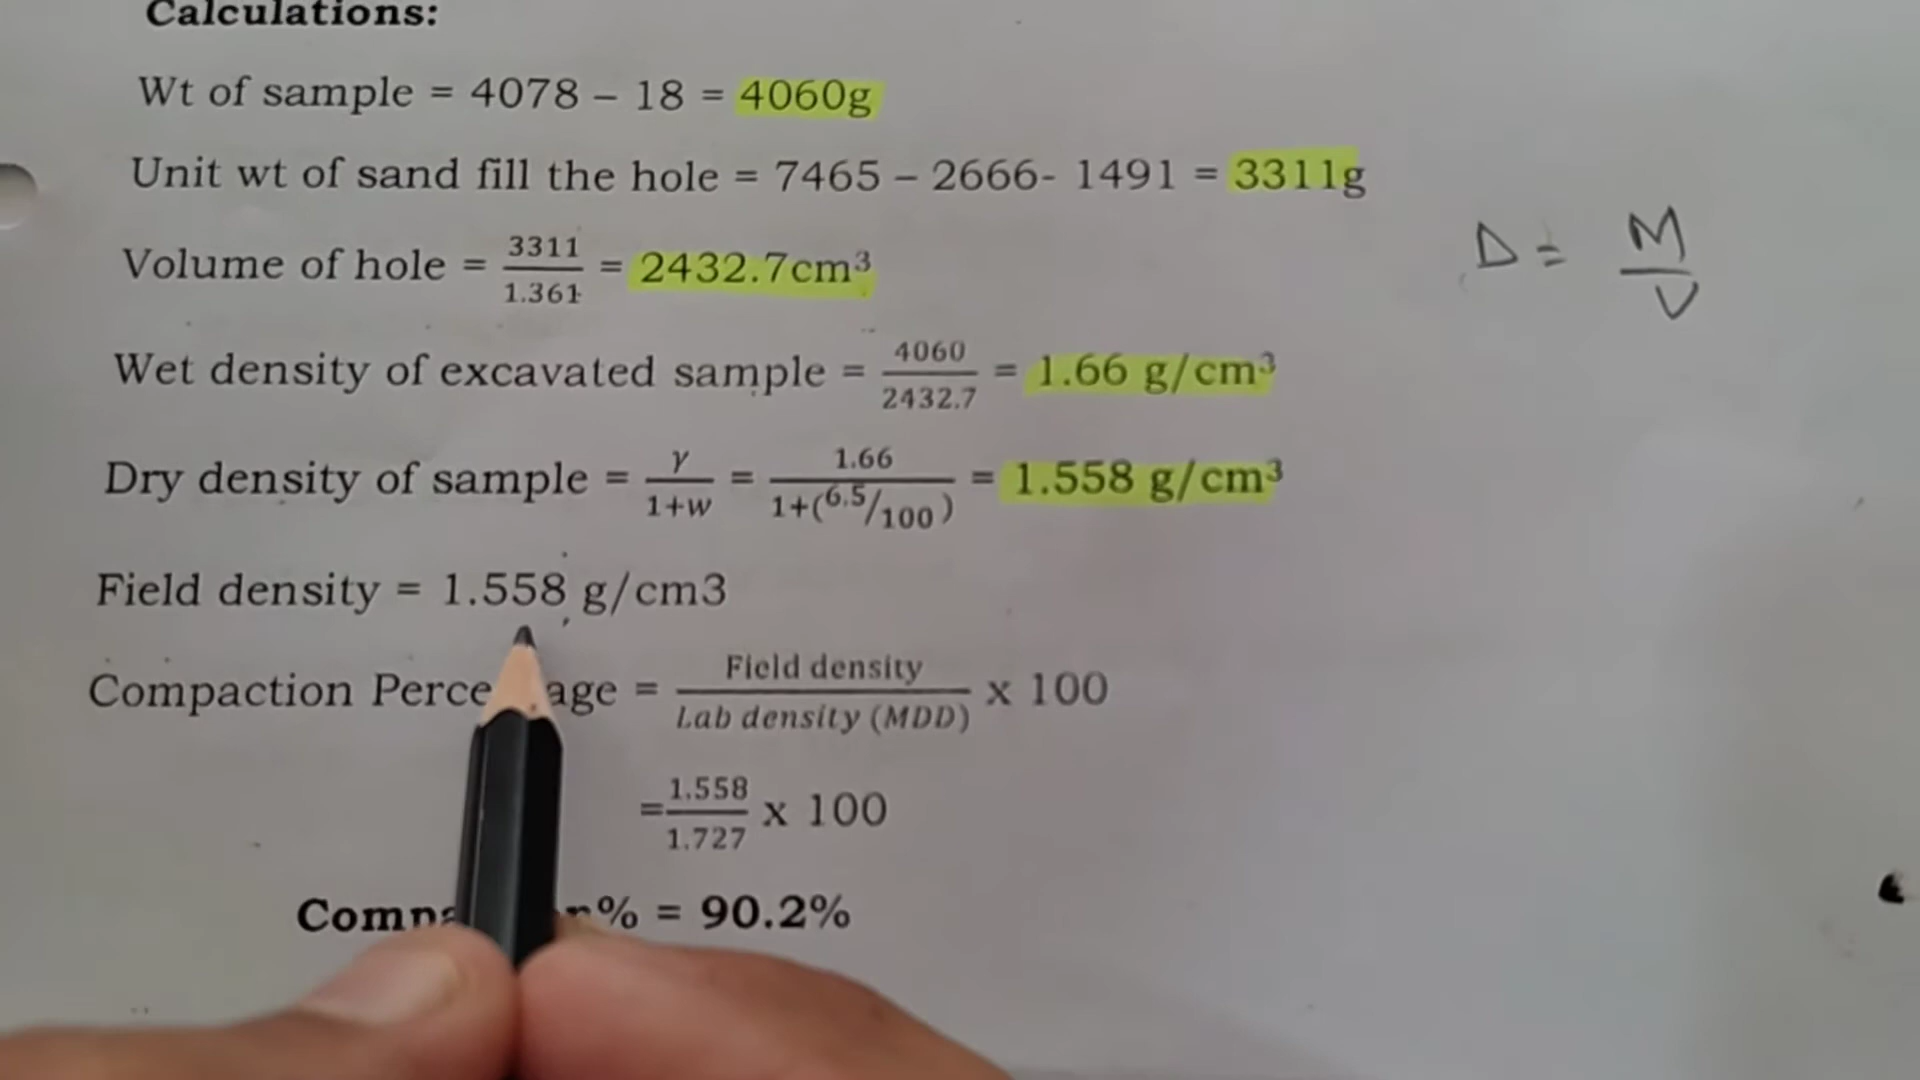 Calculations:
Wt of sample = 4078 – 18 = 4060g
Unit wt of sand fill the hole = 7465 – 2666- 1491 = 3311g
Volume of hole = 3311/1.361 = 2432.7cm³
D = M/V
Wet density of excavated sample = 4060/2432.7 = 1.66 g/cm³
Dry density of sample = γ/1+w = 1.66/1+(6.5/100) = 1.558 g/cm³
Field density = 1.558 g/cm3
Compaction = Field density/Lab density (MDD) x 100
= 1.558/1.727 x 100
% = 90.2%